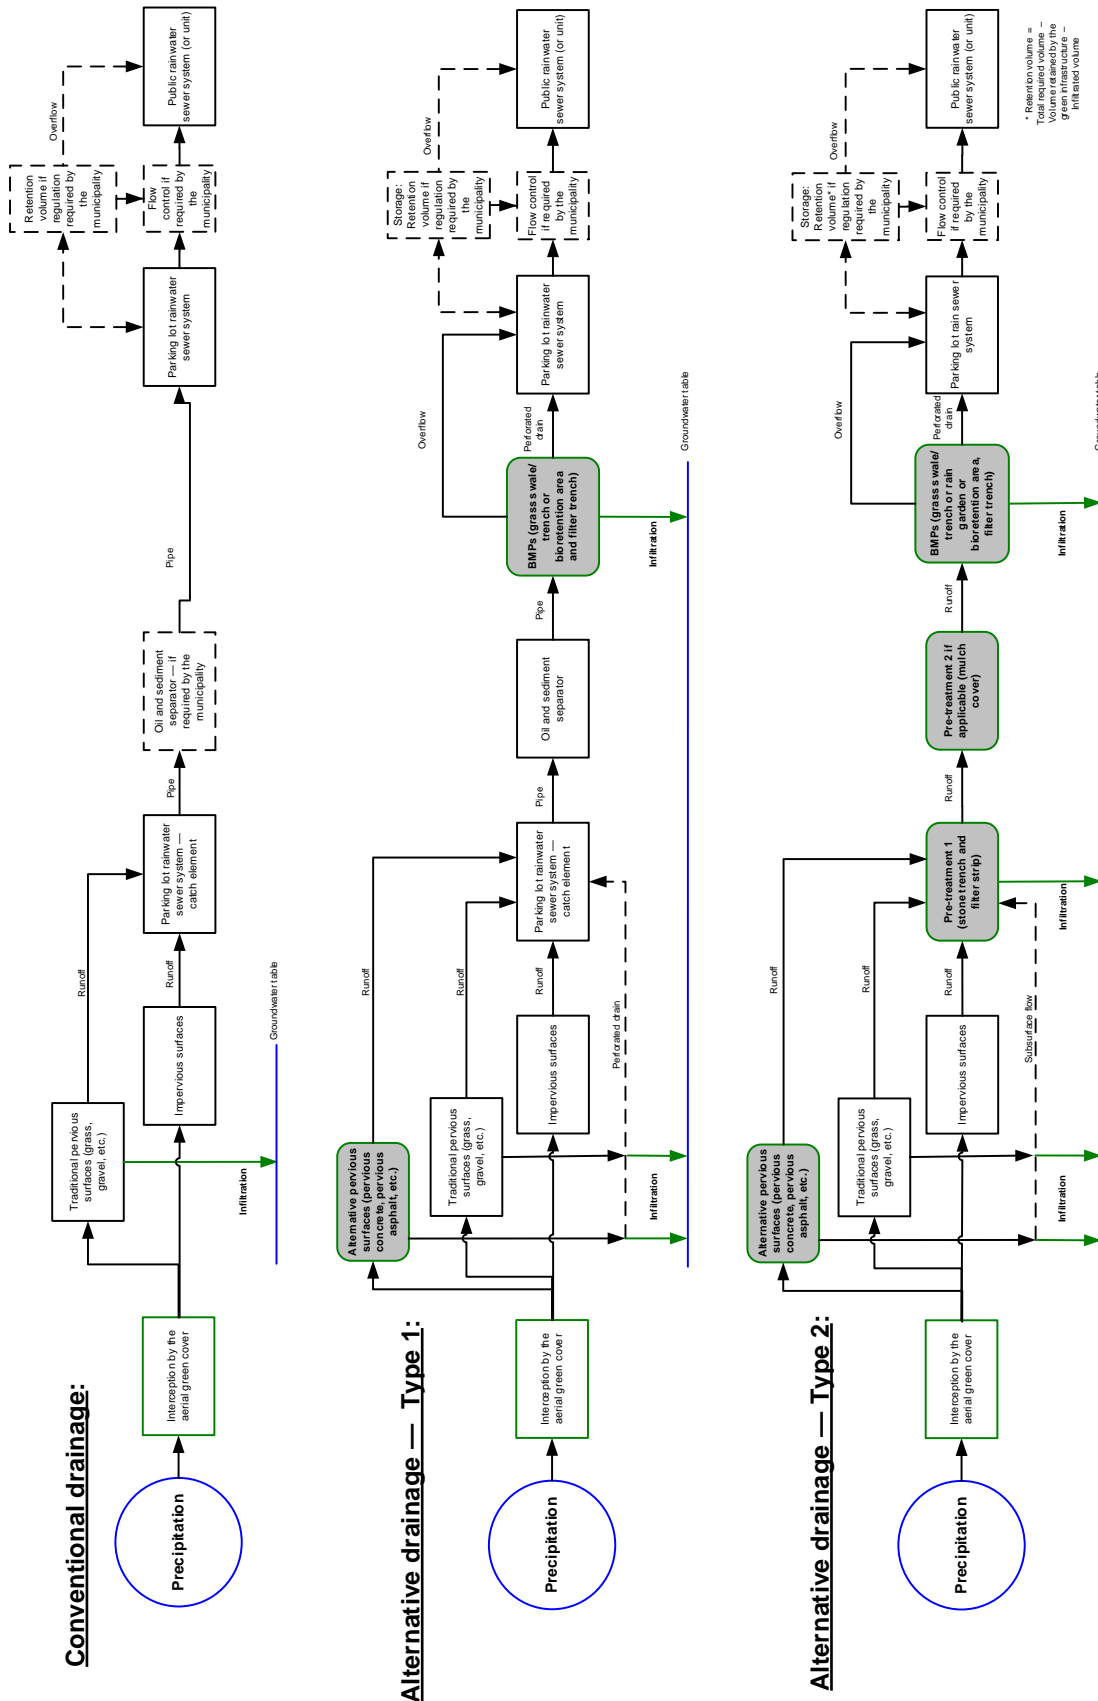 Conventional drainage:
Precipitation
Interception by the
aerial green cover
Traditional pervious
surfaces (grass,
gravel, etc.)
Impervious surfaces
Infiltration
Groundwater table
Runoff
Runoff
Parking lot rainwater
sewer system —
catch element
Pipe
Oil and sediment
separator — if
required by the
municipality
Pipe
Parking lot rainwater
sewer system
Retention
volume if
regulation
required by
the
municipality
Flow
control if
required by
the
municipality
Overflow
Public rainwater
sewer system (or unit)
Alternative drainage — Type 1:
Precipitation
Interception by the
aerial green cover
Alternative pervious
surfaces (pervious
concrete, pervious
asphalt, etc.)
Traditional pervious
surfaces (grass,
gravel, etc.)
Impervious surfaces
Infiltration
Perforated drain
Runoff
Runoff
Runoff
Parking lot rainwater
sewer system —
catch element
Pipe
Oil and sediment
separator
Pipe
BMPs (grass swale/
trench or
bioretention area
and filter trench)
Infiltration
Groundwater table
Overflow
Perforated
drain
Parking lot rainwater
sewer system
Storage:
Retention
volume if
regulation
required by
the
municipality
Flow control
if required
by the
municipality
Overflow
Public rainwater
sewer system (or unit)
Alternative drainage — Type 2:
Precipitation
Interception by the
aerial green cover
Alternative pervious
surfaces (pervious
concrete, pervious
asphalt, etc.)
Traditional pervious
surfaces (grass,
gravel, etc.)
Impervious surfaces
Infiltration
Subsurface flow
Runoff
Runoff
Runoff
Pre-treatment 1
(stone trench and
filter strip)
Infiltration
Runoff
Pre-treatment 2 if
applicable (mulch
cover)
Runoff
BMPs (grass swale/
trench or rain
garden or
bioretention area,
filter trench)
Infiltration
Groundwater table
Overflow
Perforated
drain
Parking lot rain sewer
system
Storage:
Retention
volume* if
regulation
required by
the
municipality
Flow control
if required
by the
municipality
Overflow
Public rainwater
sewer system (or unit)
* Retention volume =
Total required volume –
Volume retained by the
green infrastructure –
Infiltrated volume